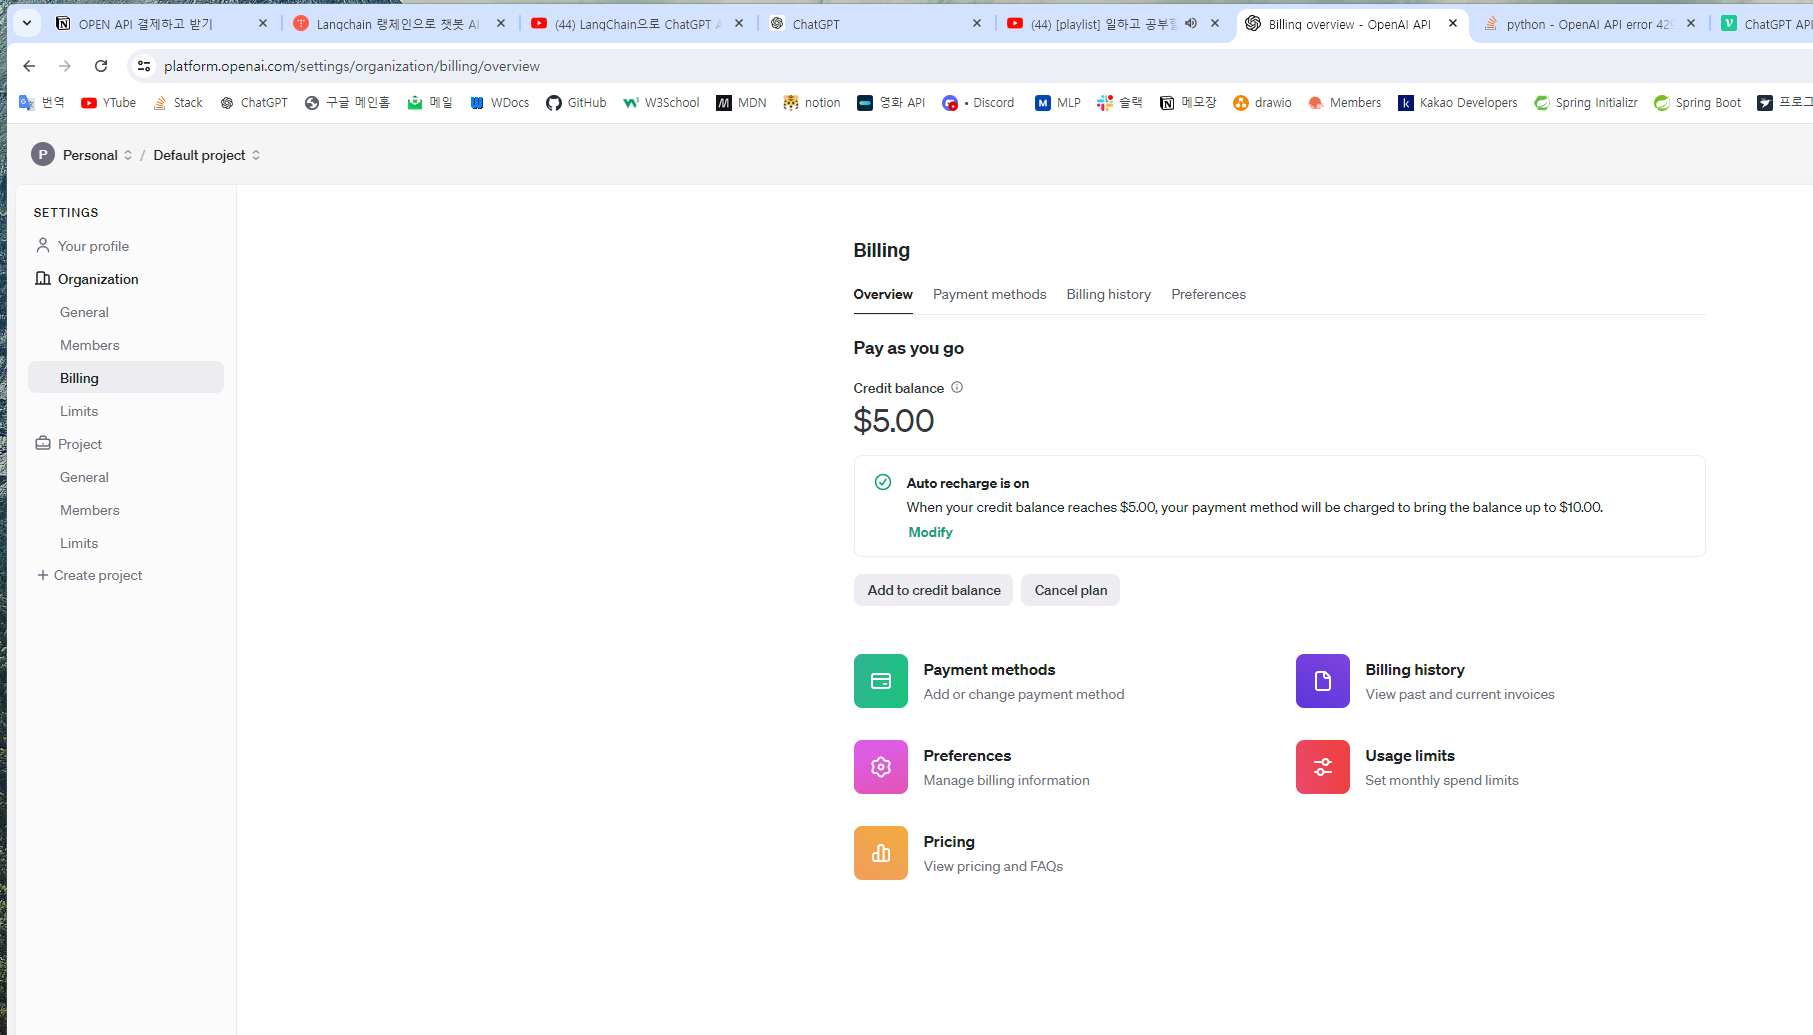 OPEN API 결제하고 받기
Langchain 랭체인으로 챗봇 AI
(44) LangChain으로 ChatGPT A
ChatGPT
(44) [playlist] 일하고 공부할
Billing overview - OpenAI API
python - OpenAI API error 429
ChatGPT API
platform.openai.com/settings/organization/billing/overview
번역
YTube
Stack
ChatGPT
구글 메인홈
메일
WDocs
GitHub
W3School
MDN
notion
영화 API
• Discord
MLP
슬랙
메모장
drawio
Members
Kakao Developers
Spring Initializr
Spring Boot
프로그
P
Personal / Default project
SETTINGS
Your profile
Organization
General
Members
Billing
Limits
Project
General
Members
Limits
+ Create project
Billing
Overview
Payment methods
Billing history
Preferences
Pay as you go
Credit balance
$5.00
Auto recharge is on
When your credit balance reaches $5.00, your payment method will be charged to bring the balance up to $10.00.
Modify
Add to credit balance
Cancel plan
Payment methods
Add or change payment method
Billing history
View past and current invoices
Preferences
Manage billing information
Usage limits
Set monthly spend limits
Pricing
View pricing and FAQs